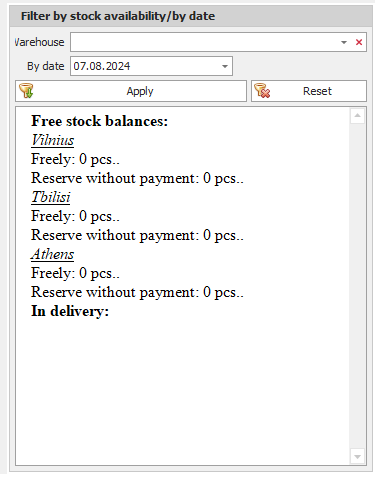 Filter by stock availability/by date
Warehouse
By date 07.08.2024
Apply Reset
Free stock balances:
Vilnius
Freely: 0 pcs..
Reserve without payment: 0 pcs..
Tbilisi
Freely: 0 pcs..
Reserve without payment: 0 pcs..
Athens
Freely: 0 pcs..
Reserve without payment: 0 pcs..
In delivery: